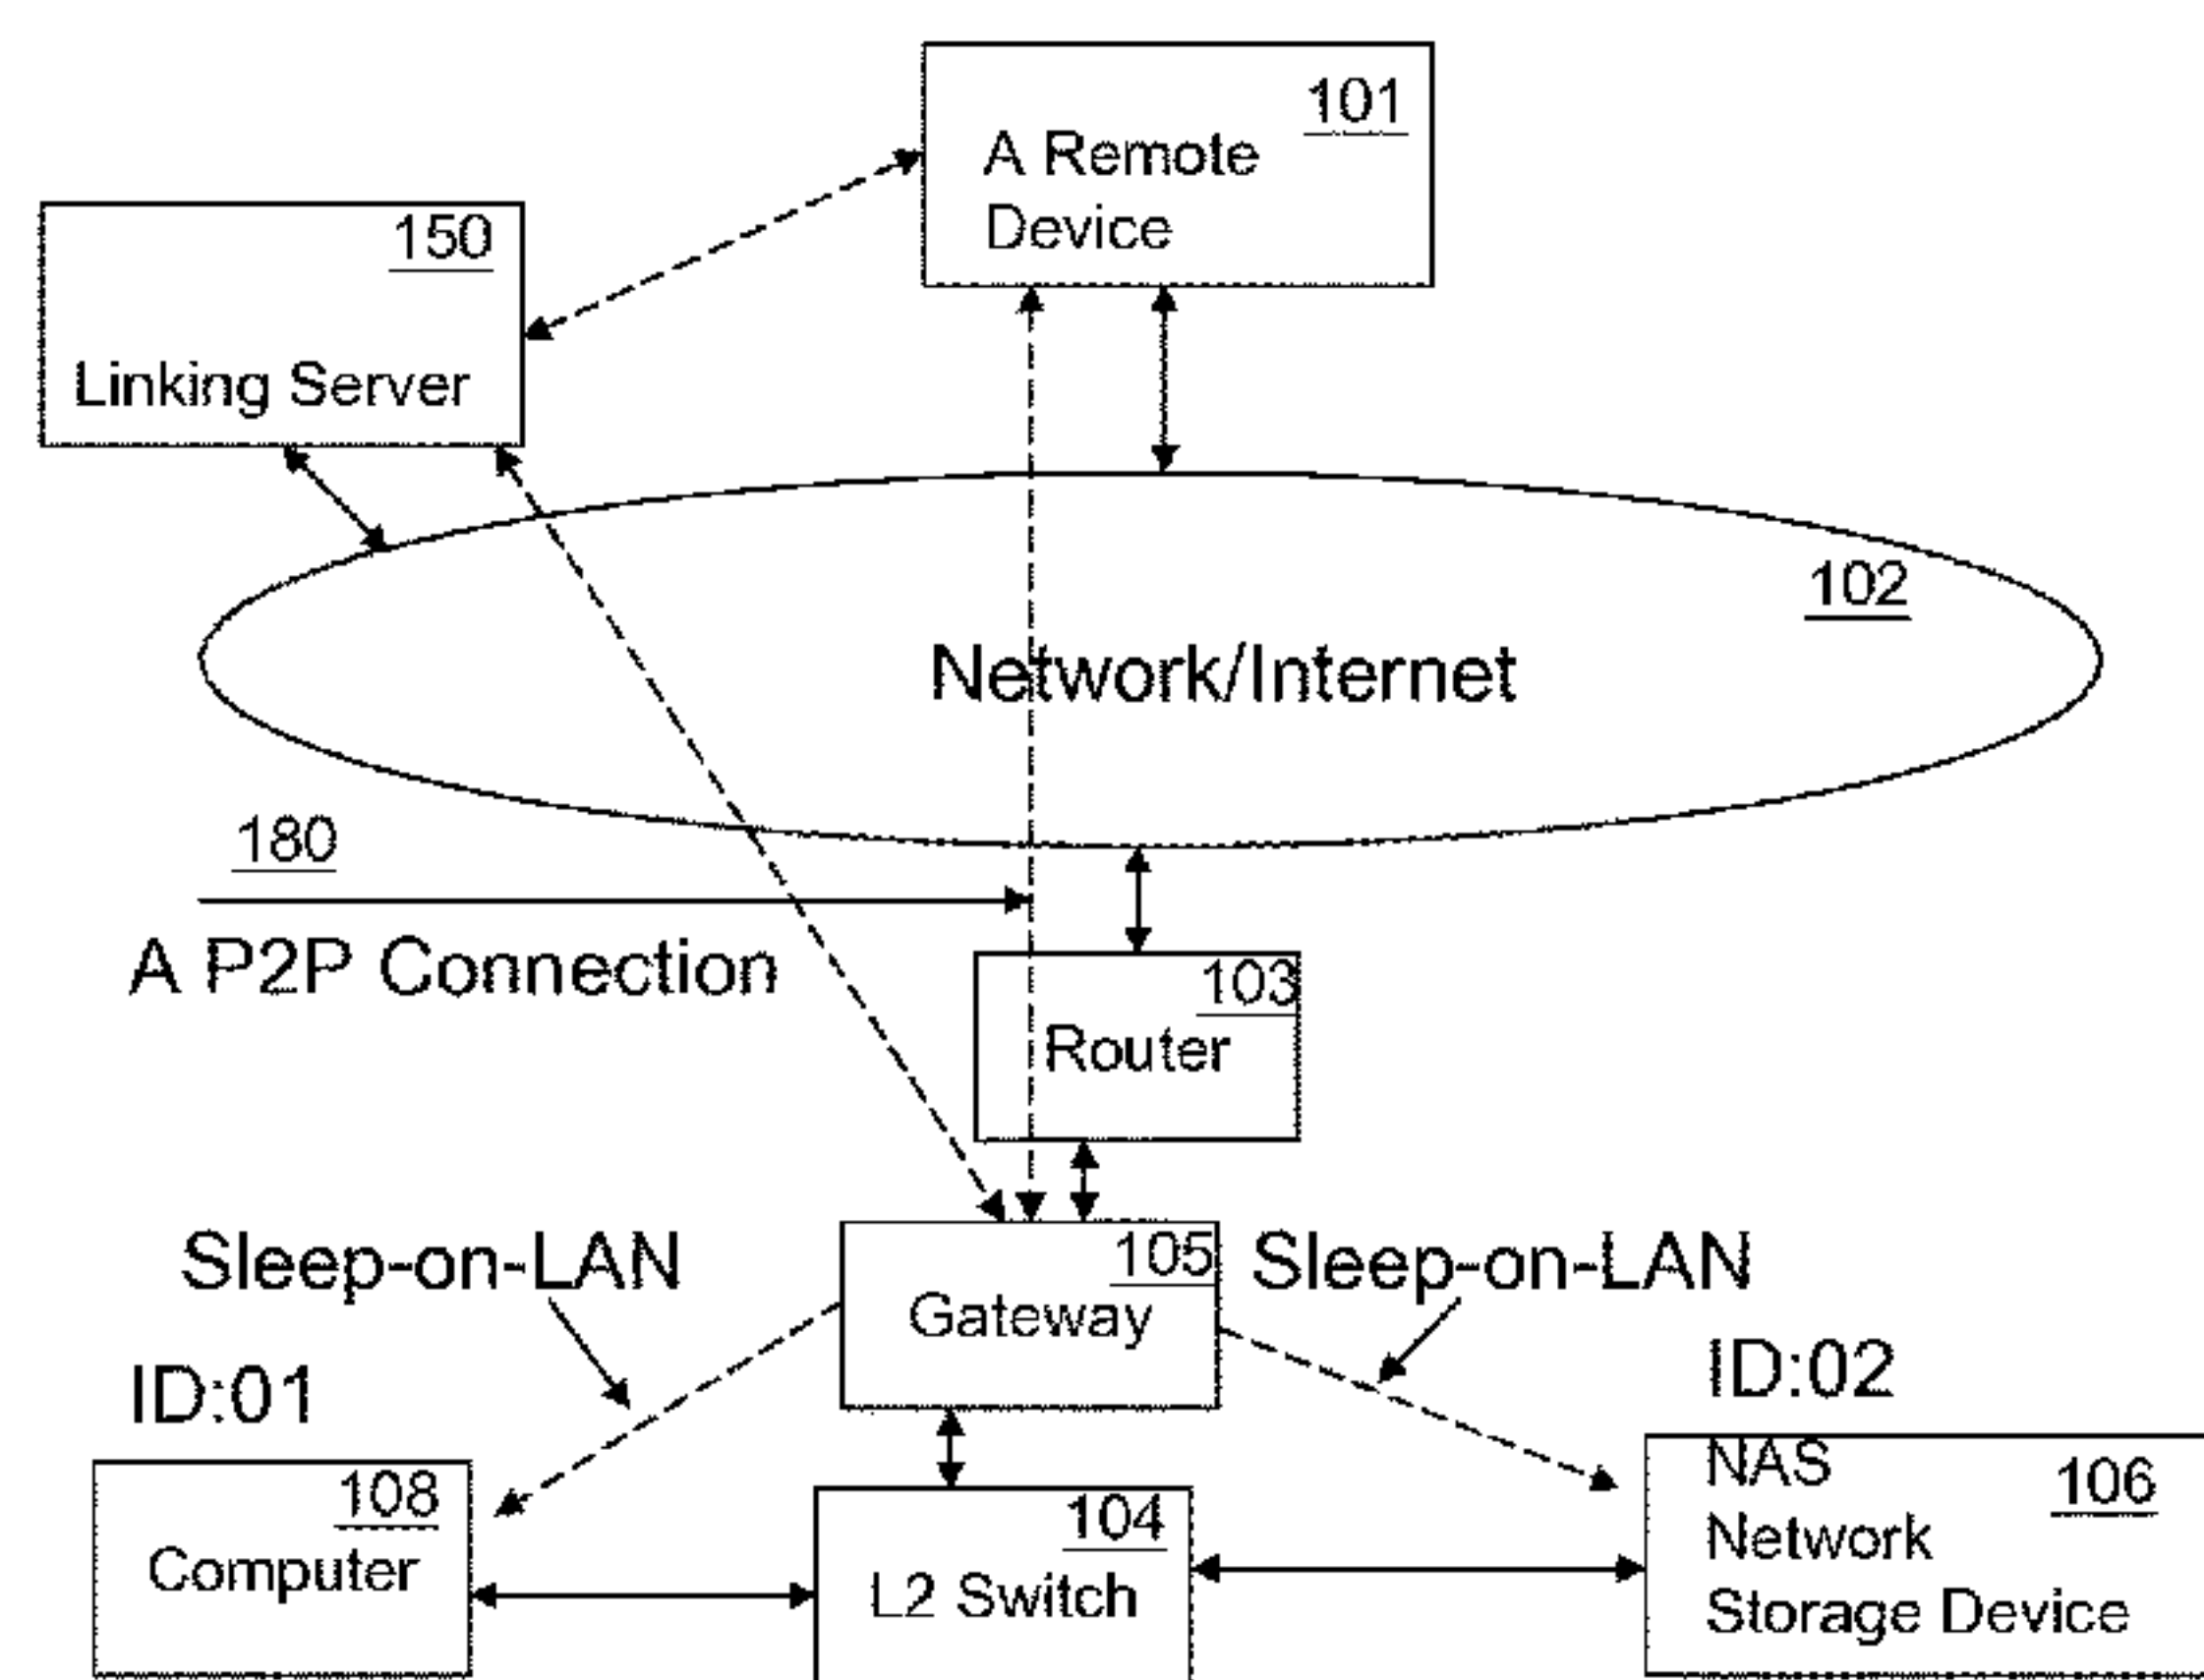 101
A Remote
Device
150
Linking Server
102
Network/Internet
180
A P2P Connection
103
Router
Sleep-on-LAN
105
Gateway
Sleep-on-LAN
ID:01
ID:02
108
Computer
104
L2 Switch
NAS
106
Network
Storage Device